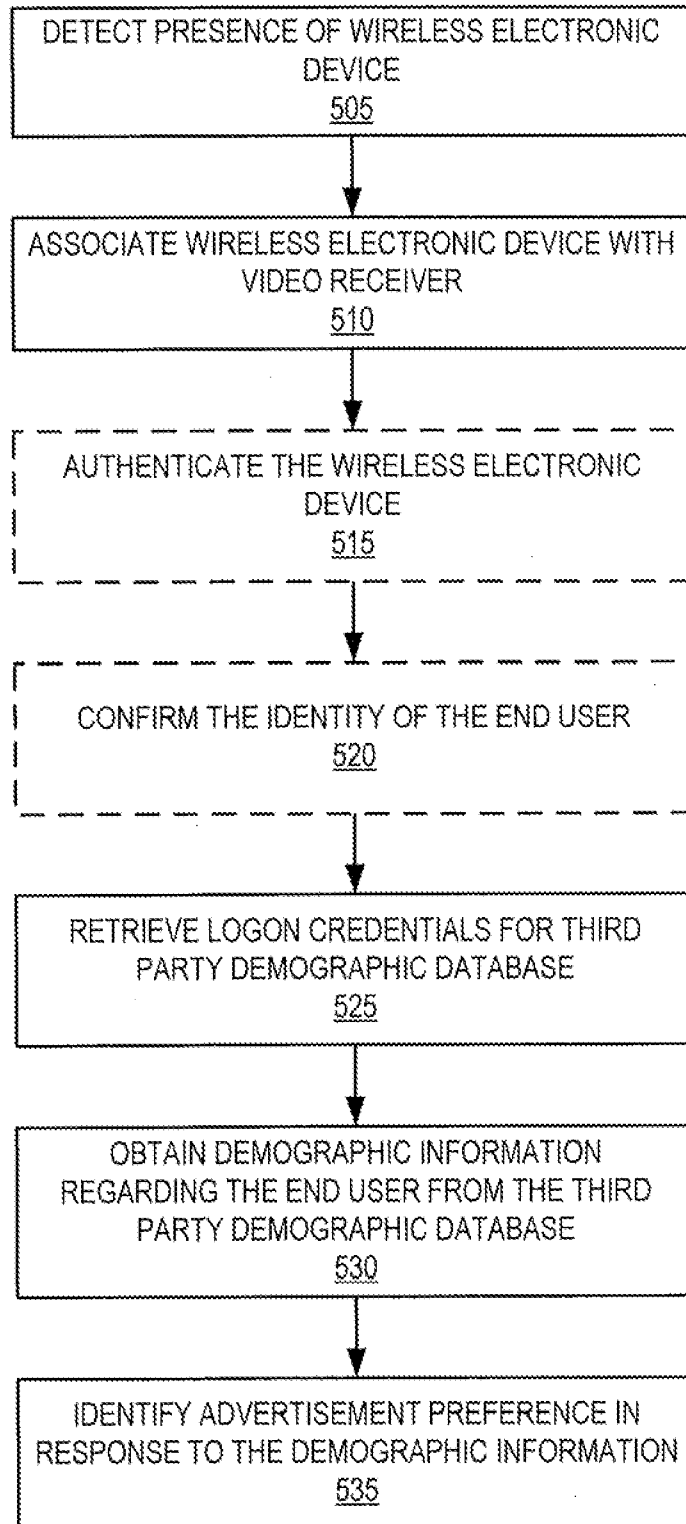 DETECT PRESENCE OF WIRELESS ELECTRONIC
DEVICE
505
ASSOCIATE WIRELESS ELECTRONIC DEVICE WITH
VIDEO RECEIVER
510
AUTHENTICATE THE WIRELESS ELECTRONIC
DEVICE
515
CONFIRM THE IDENTITY OF THE END USER
520
RETRIEVE LOGON CREDENTIALS FOR THIRD
PARTY DEMOGRAPHIC DATABASE
525
OBTAIN DEMOGRAPHIC INFORMATION
REGARDING THE END USER FROM THE THIRD
PARTY DEMOGRAPHIC DATABASE
530
IDENTIFY ADVERTISEMENT PREFERENCE IN
RESPONSE TO THE DEMOGRAPHIC INFORMATION
535